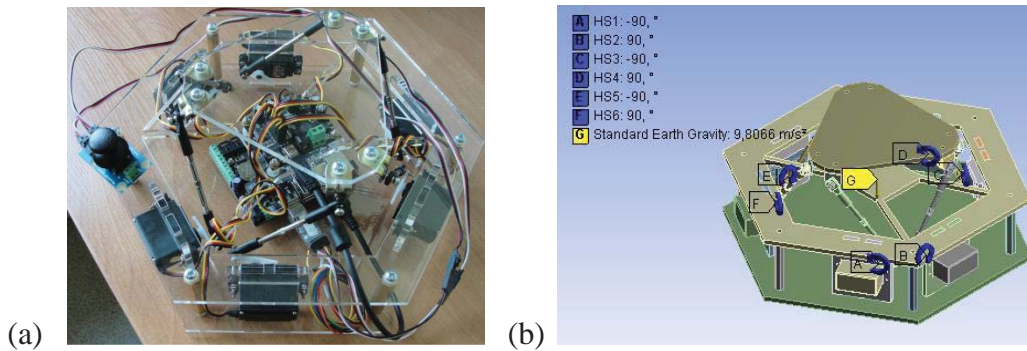 A HS1: -90, °
B HS2: 90, °
C HS3: -90, °
D HS4: 90, °
E HS5: -90, °
F HS6: 90, °
G Standard Earth Gravity: 9,8066 m/s²
D
C
E
G
F
A
B
(a)
(b)